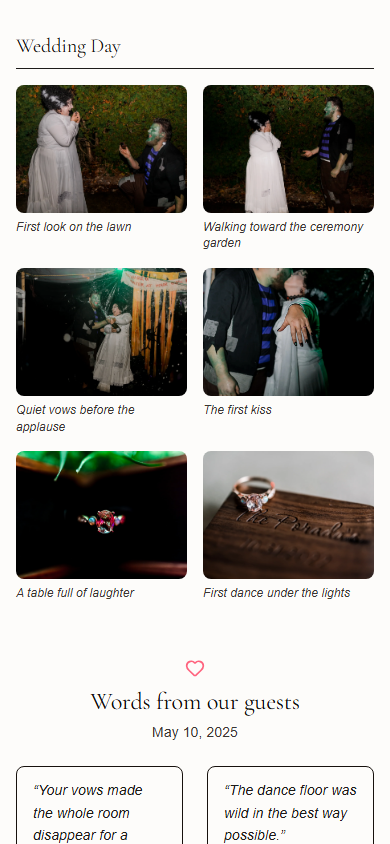 Wedding Day
First look on the lawn
Walking toward the ceremony
garden
Quiet vows before the
applause
The first kiss
A table full of laughter
First dance under the lights
Words from our guests
May 10, 2025
“Your vows made
the whole room
disappear for a
“The dance floor was
wild in the best way
possible.”